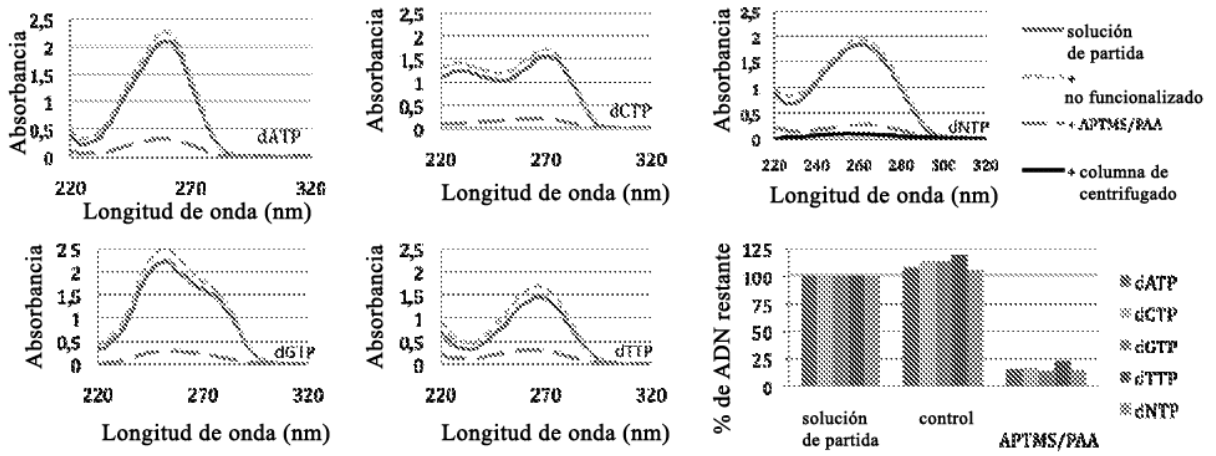 Absorbancia
2,5
2
1,5
1
0,5
0
dATP
220
270
320
Longitud de onda (nm)
Absorbancia
2,5
2
1,5
1
0,5
0
dCTP
220
270
320
Longitud de onda (nm)
Absorbancia
2,5
2
1,5
1
0,5
0
dNTP
220 240 260 280 300 320
Longitud de onda (nm)
solución
de partida
+
no funcionalizado
+ APTMS/PAA
+ columna de
centrifugado
Absorbancia
2,5
2
1,5
1
0,5
0
dGTP
220
270
320
Longitud de onda (nm)
Absorbancia
2,5
2
1,5
1
0,5
0
dTTP
220
270
320
Longitud de onda (nm)
% de ADN restante
125
100
75
50
25
0
solución
de partida
control
APTMS/PAA
dATP
dCTP
dGTP
dTTP
dNTP